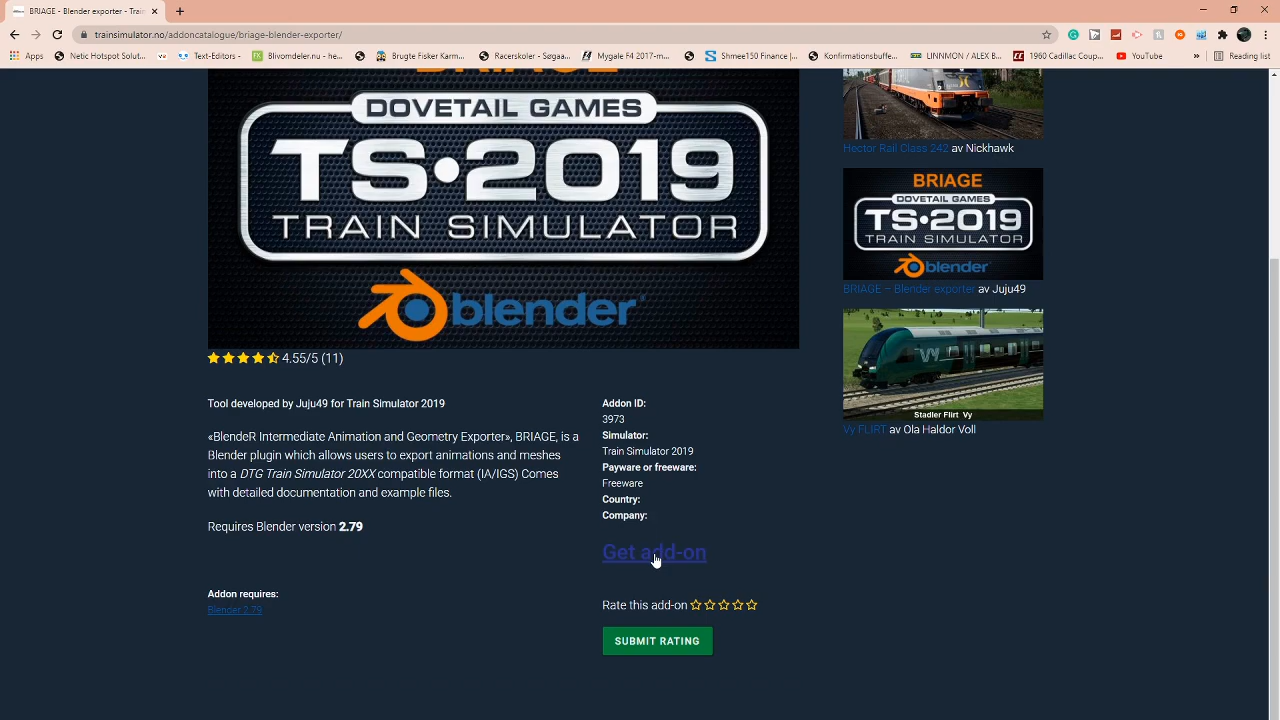 BRIAGE - Blender exporter - Train
trainsimulator.no/addoncatalogue/briage-blender-exporter/
Apps
Netic Solutions - O...
Text-Editors -
Blivomdeler.nu - he...
Brugte Fisker Karm...
Racerskoler - Søgaa...
Mygale F4 2017-m...
Shmee150 Finance |...
Konfirmationsbuffe...
LINNMON / ALEX B...
1960 Cadillac Coup...
YouTube
»
Reading list
BRIAGE
DOVETAIL GAMES
TS•2019
TRAIN SIMULATOR
blender
4.55/5 (11)
Tool developed by Juju49 for Train Simulator 2019
«BlendeR Intermediate Animation and Geometry Exporter», BRIAGE, is a
Blender plugin which allows users to export animations and meshes
into a DTG Train Simulator 20XX compatible format (IA/IGS) Comes
with detailed documentation and example files.
Requires Blender version 2.79
Addon requires:
Blender 2.79
Addon ID:
3973
Simulator:
Train Simulator 2019
Payware or freeware:
Freeware
Country:
Company:
Get add-on
Rate this add-on
SUBMIT RATING
Hector Rail Class 242 av Nickhawk
BRIAGE
DOVETAIL GAMES
TS•2019
TRAIN SIMULATOR
blender
BRIAGE – Blender exporter av Juju49
Vy
Stadler Flirt Vy
Vy FLIRT av Ola Haldor Voll